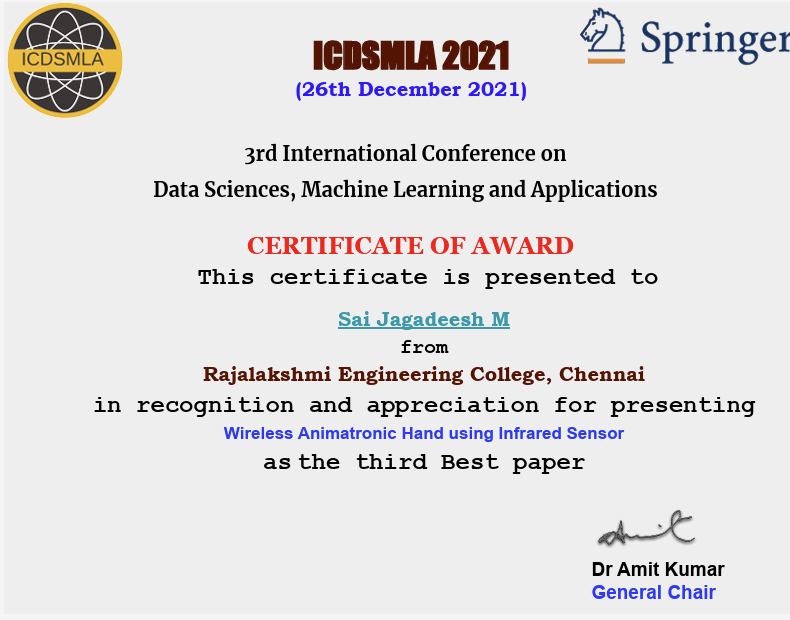 ICDSMLA
Springer
ICDSMLA 2021
(26th December 2021)
3rd International Conference on
Data Sciences, Machine Learning and Applications
CERTIFICATE OF AWARD
This certificate is presented to
Sai Jagadeesh M
from
Rajalakshmi Engineering College, Chennai
in recognition and appreciation for presenting
Wireless Animatronic Hand using Infrared Sensor
as the third Best paper
Amit
Dr Amit Kumar
General Chair